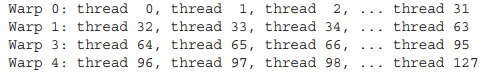 Warp 0: thread  0, thread  1, thread  2, ... thread 31
Warp 1: thread 32, thread 33, thread 34, ... thread 63
Warp 3: thread 64, thread 65, thread 66, ... thread 95
Warp 4: thread 96, thread 97, thread 98, ... thread 127